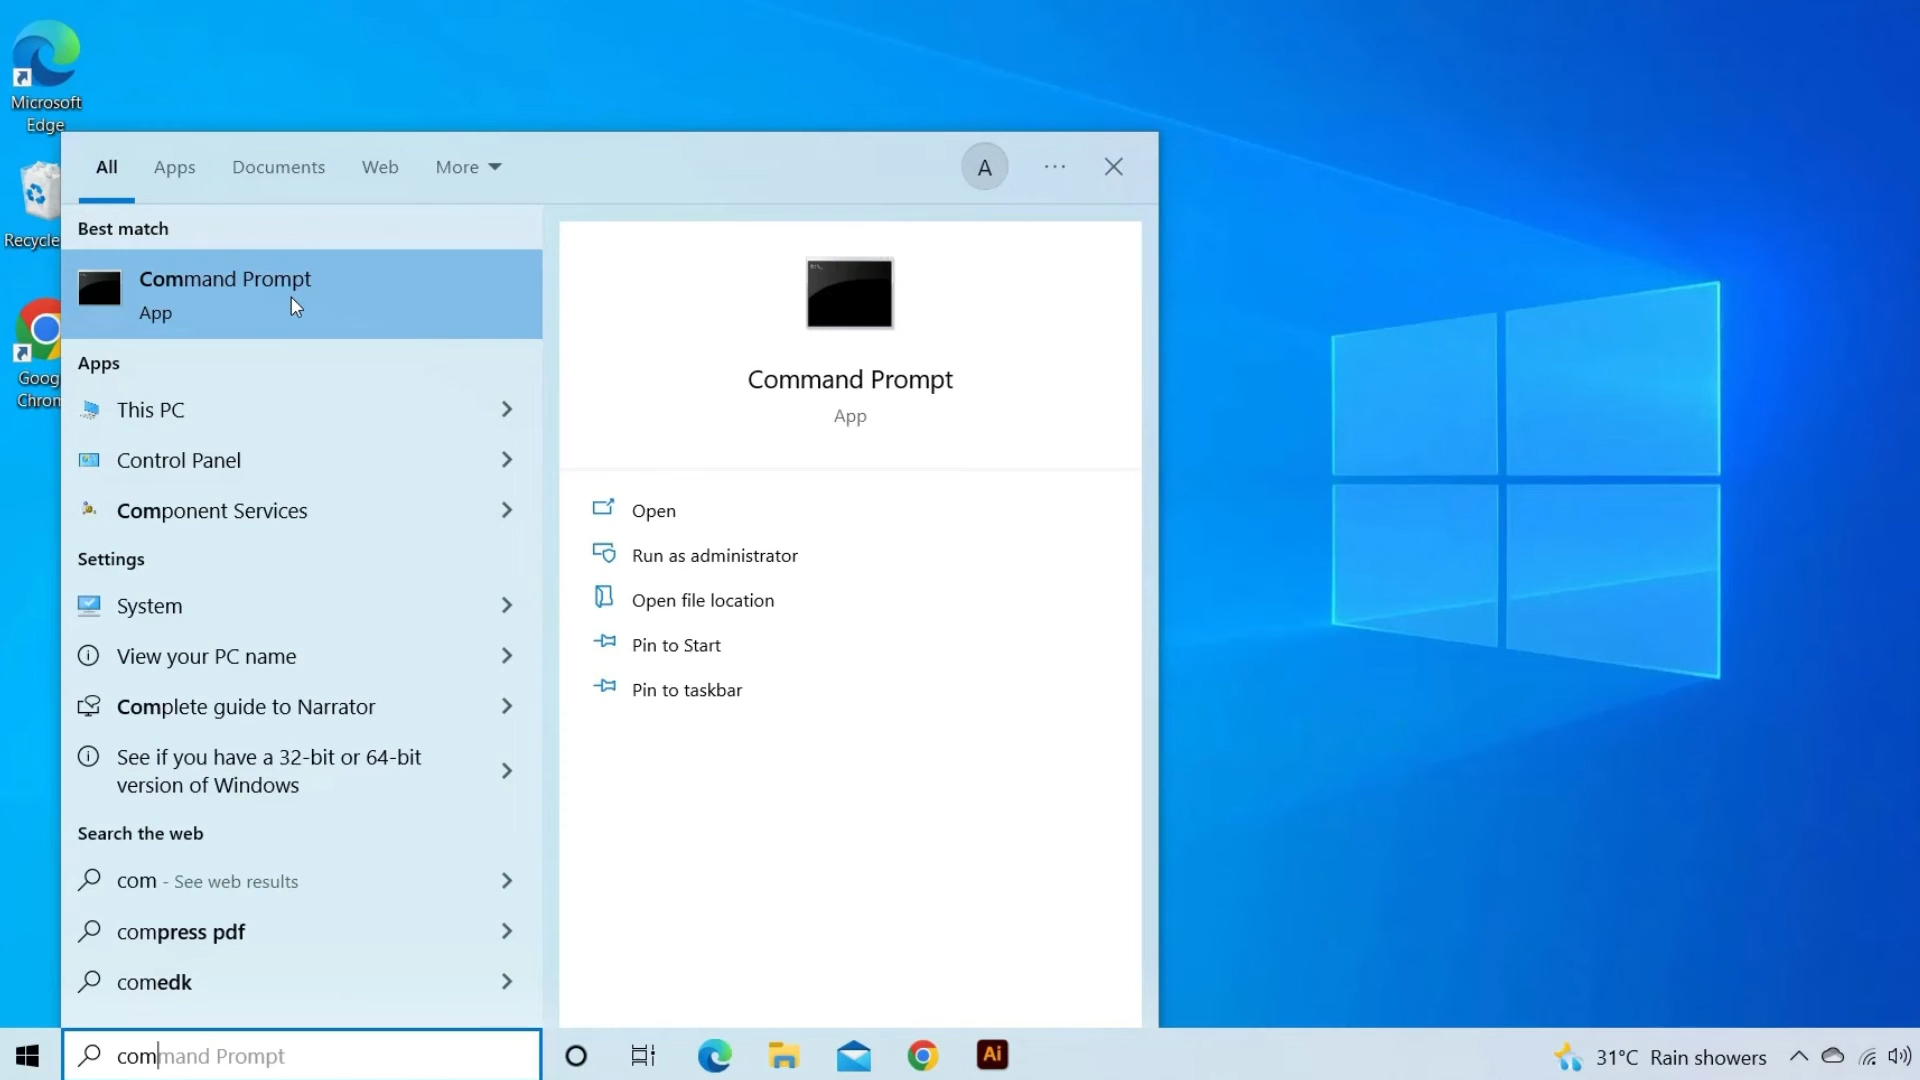 Microsoft
Edge
Recycle
Goog
Chron
All
Apps
Documents
Web
More
A
Best match
Command Prompt
App
Apps
This PC
Control Panel
Component Services
Settings
System
View your PC name
Complete guide to Narrator
See if you have a 32-bit or 64-bit
version of Windows
Search the web
com - See web results
compress pdf
comedk
Command Prompt
App
Open
Run as administrator
Open file location
Pin to Start
Pin to taskbar
command Prompt
Ai
31°C Rain showers